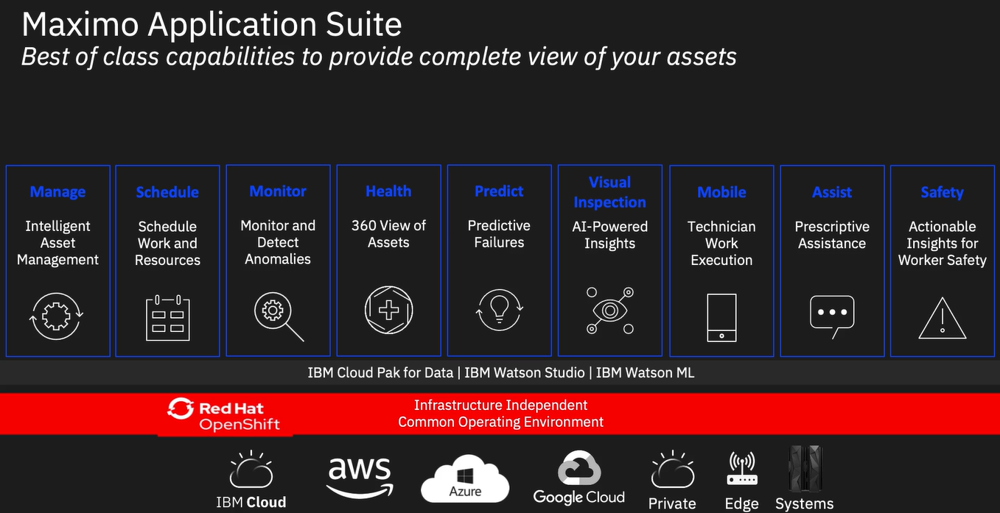 Maximo Application Suite
Best of class capabilities to provide complete view of your assets
Manage
Intelligent
Asset
Management
Schedule
Schedule
Work and
Resources
Monitor
Monitor and
Detect
Anomalies
Health
360 View of
Assets
Predict
Predictive
Failures
Visual
Inspection
AI-Powered
Insights
Mobile
Technician
Work
Execution
Assist
Prescriptive
Assistance
Safety
Actionable
Insights for
Worker Safety
IBM Cloud Pak for Data | IBM Watson Studio | IBM Watson ML
Red Hat
OpenShift
Infrastructure Independent
Common Operating Environment
IBM Cloud
aws
Azure
Google Cloud
Private
Edge
Systems